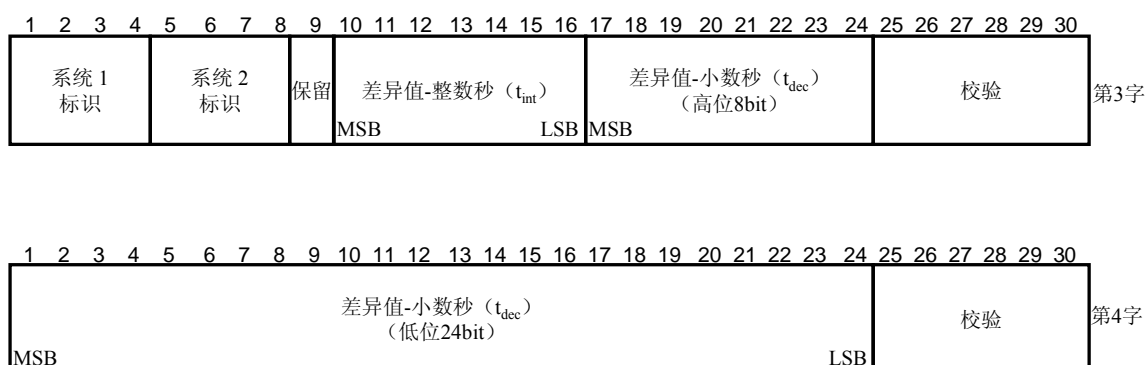 1 2 3 4 5 6 7 8 9 10 11 12 13 14 15 16 17 18 19 20 21 22 23 24 25 26 27 28 29 30
系统 1
标识
系统 2
标识
保留
差异值-整数秒（tint）
MSB
LSB
差异值-小数秒（tdec）
（高位8bit）
MSB
校验
第3字
1 2 3 4 5 6 7 8 9 10 11 12 13 14 15 16 17 18 19 20 21 22 23 24 25 26 27 28 29 30
差异值-小数秒（tdec）
（低位24bit）
MSB
LSB
校验
第4字